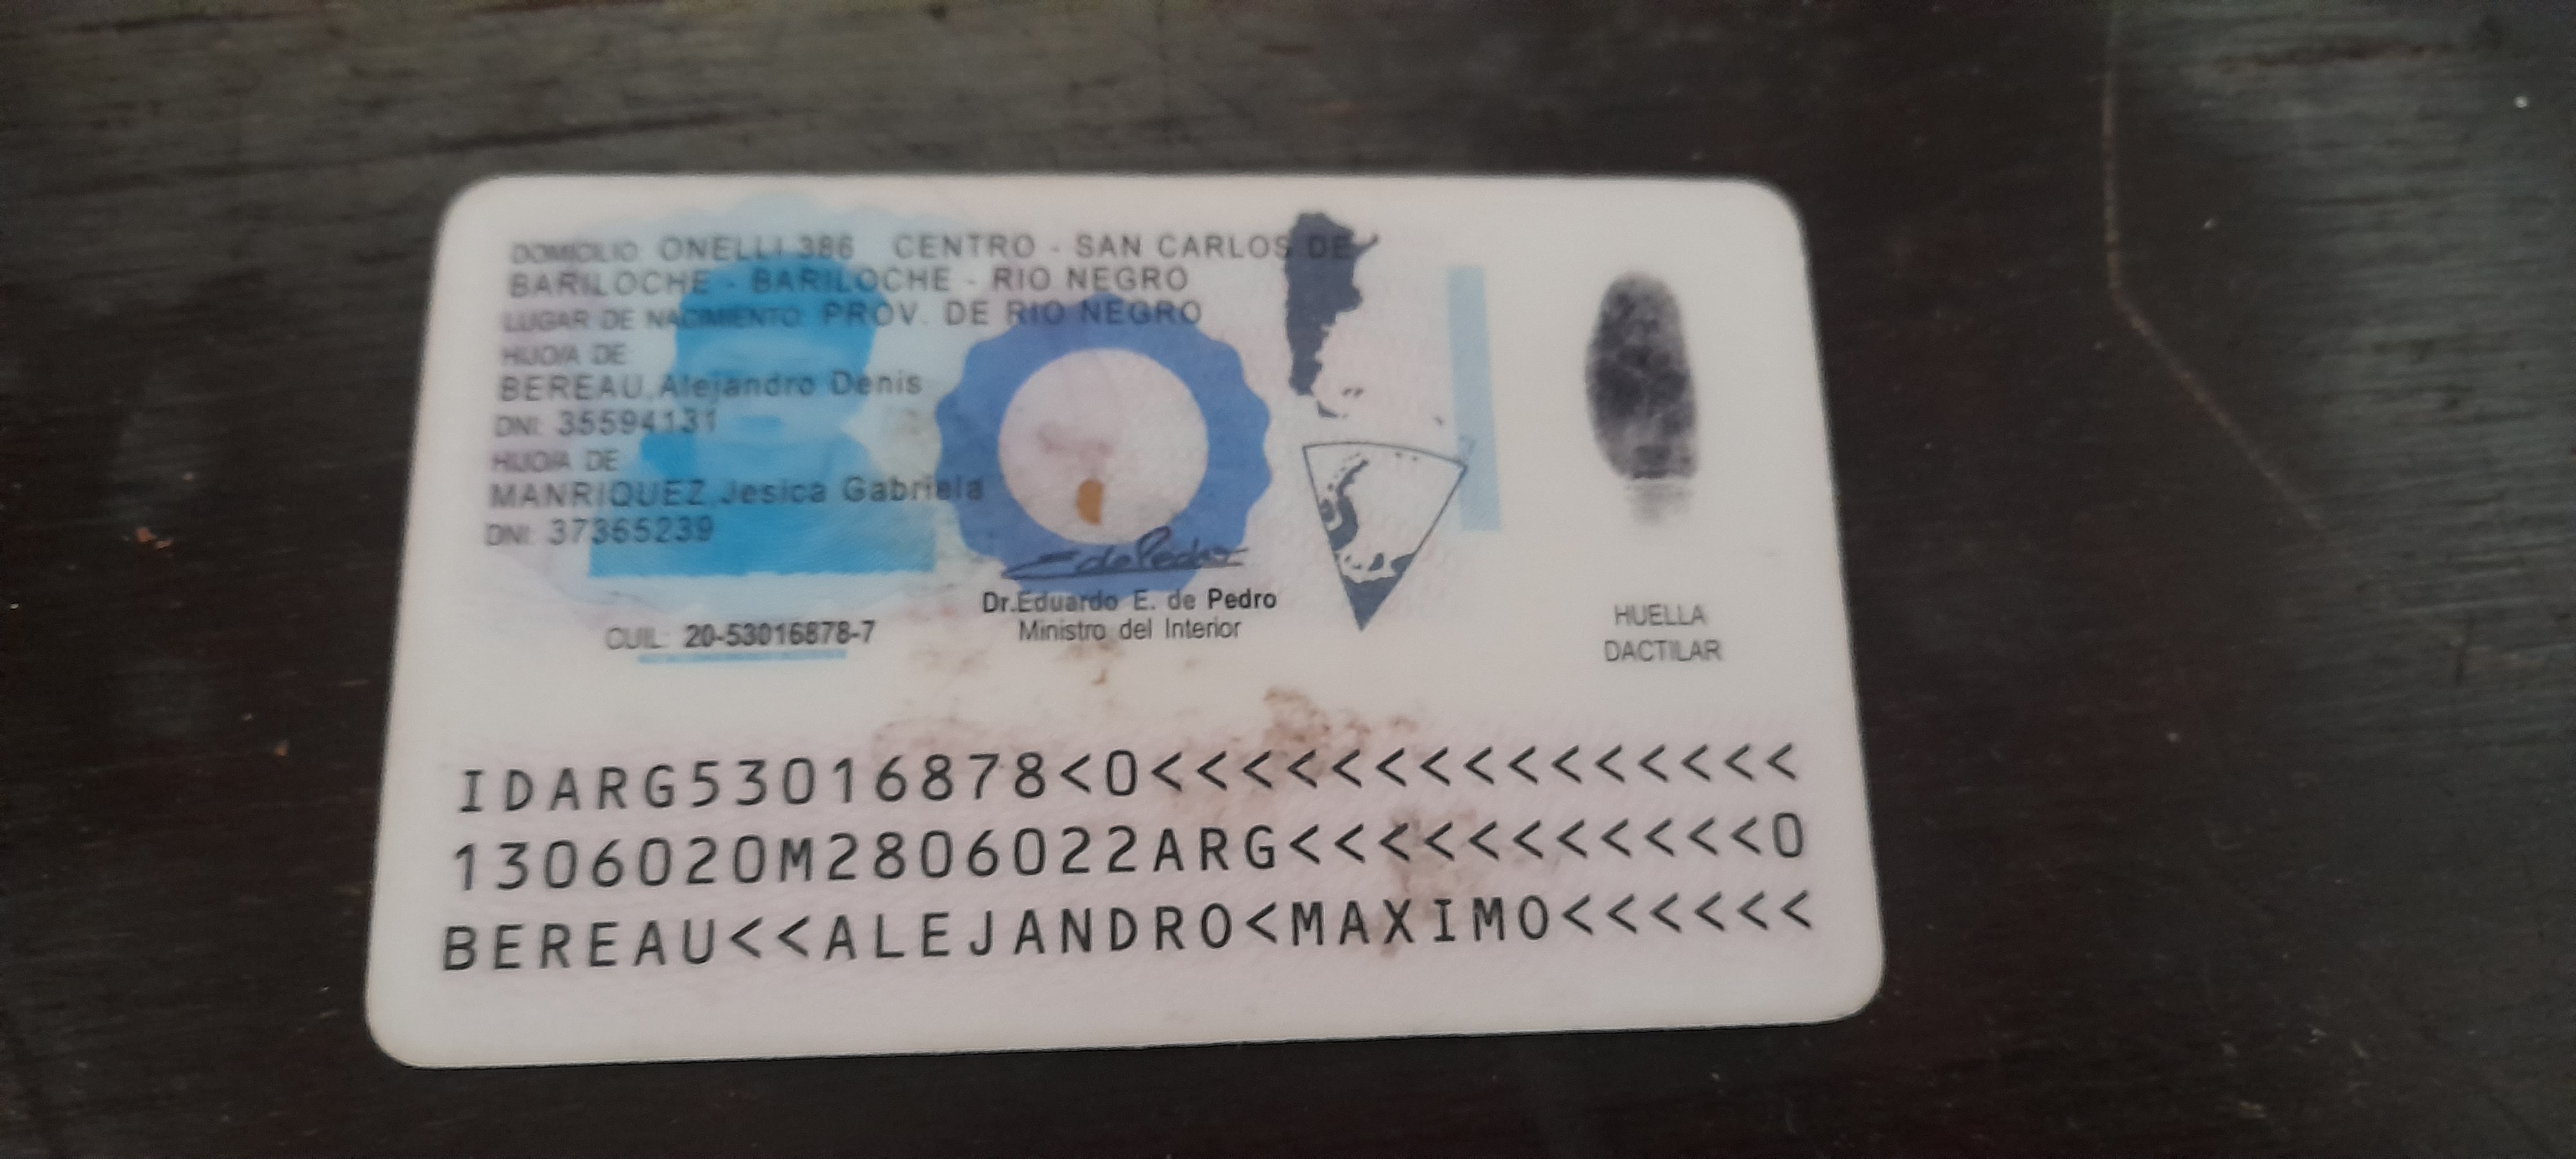 DOMICILIO: ONELLI 386 CENTRO - SAN CARLOS DE
BARILOCHE - BARILOCHE - RIO NEGRO
LUGAR DE NACIMIENTO: PROV. DE RIO NEGRO
HIJO/A DE:
BEREAU, Alejandro Denis
DNI: 35594131
HIJO/A DE:
MANRIQUEZ, Jesica Gabriela
DNI: 37365239
CUIL: 20-53016878-7
Dr. Eduardo E. de Pedro
Ministro del Interior
HUELLA
DACTILAR
IDARG53016878<0<<<<<<<<<<<<<<<
1306020M2806022ARG<<<<<<<<<<<0
BEREAU<<ALEJANDRO<MAXIMO<<<<<<